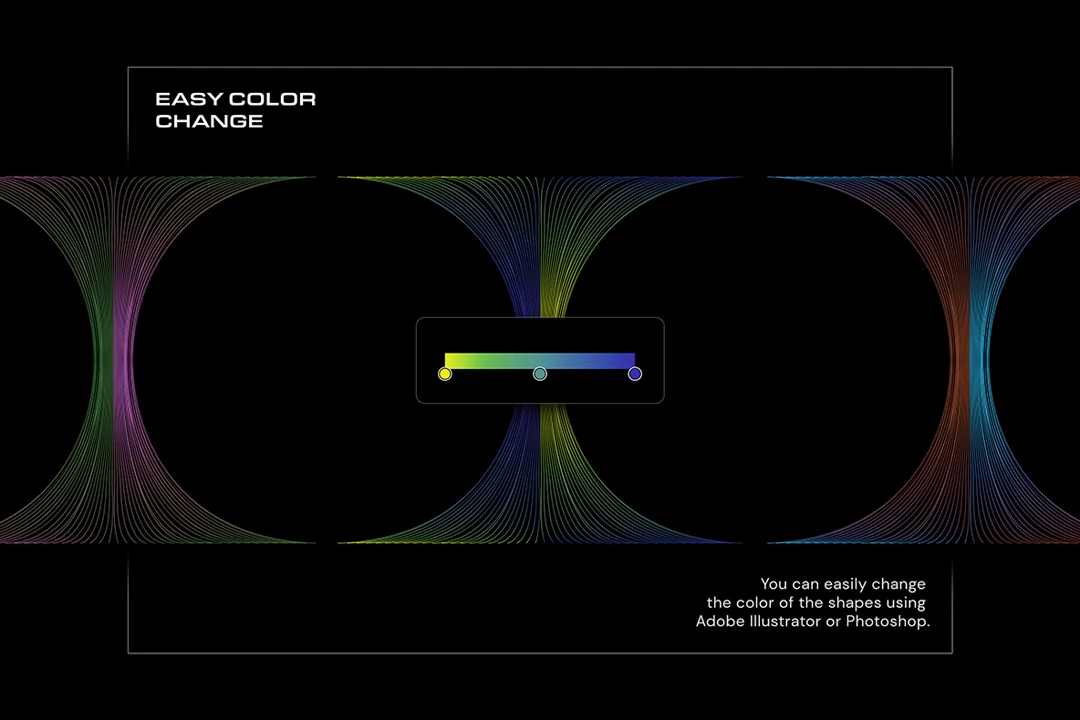 EASY COLOR
CHANGE
You can easily change
the color of the shapes using
Adobe Illustrator or Photoshop.